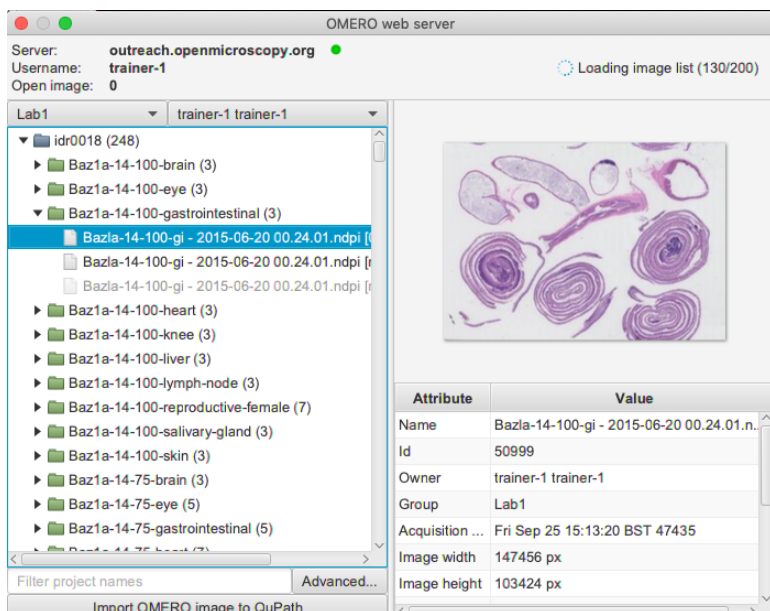 OMERO web server
Server: outreach.openmicroscopy.org
Username: trainer-1
Open image: 0
Loading image list (130/200)
Lab1
trainer-1 trainer-1
idr0018 (248)
Baz1a-14-100-brain (3)
Baz1a-14-100-eye (3)
Baz1a-14-100-gastrointestinal (3)
Bazla-14-100-gi - 2015-06-20 00.24.01.ndpi [
Bazla-14-100-gi - 2015-06-20 00.24.01.ndpi [
Bazla-14-100-gi - 2015-06-20 00.24.01.ndpi [
Baz1a-14-100-heart (3)
Baz1a-14-100-knee (3)
Baz1a-14-100-liver (3)
Baz1a-14-100-lymph-node (3)
Baz1a-14-100-reproductive-female (7)
Baz1a-14-100-salivary-gland (3)
Baz1a-14-100-skin (3)
Baz1a-14-75-brain (3)
Baz1a-14-75-eye (5)
Baz1a-14-75-gastrointestinal (5)
Baz1a-14-75-heart (7)
Filter project names
Advanced...
Import OMERO image to QuPath
Attribute Value
Name Bazla-14-100-gi - 2015-06-20 00.24.01.n...
Id 50999
Owner trainer-1 trainer-1
Group Lab1
Acquisition ... Fri Sep 25 15:13:20 BST 47435
Image width 147456 px
Image height 103424 px